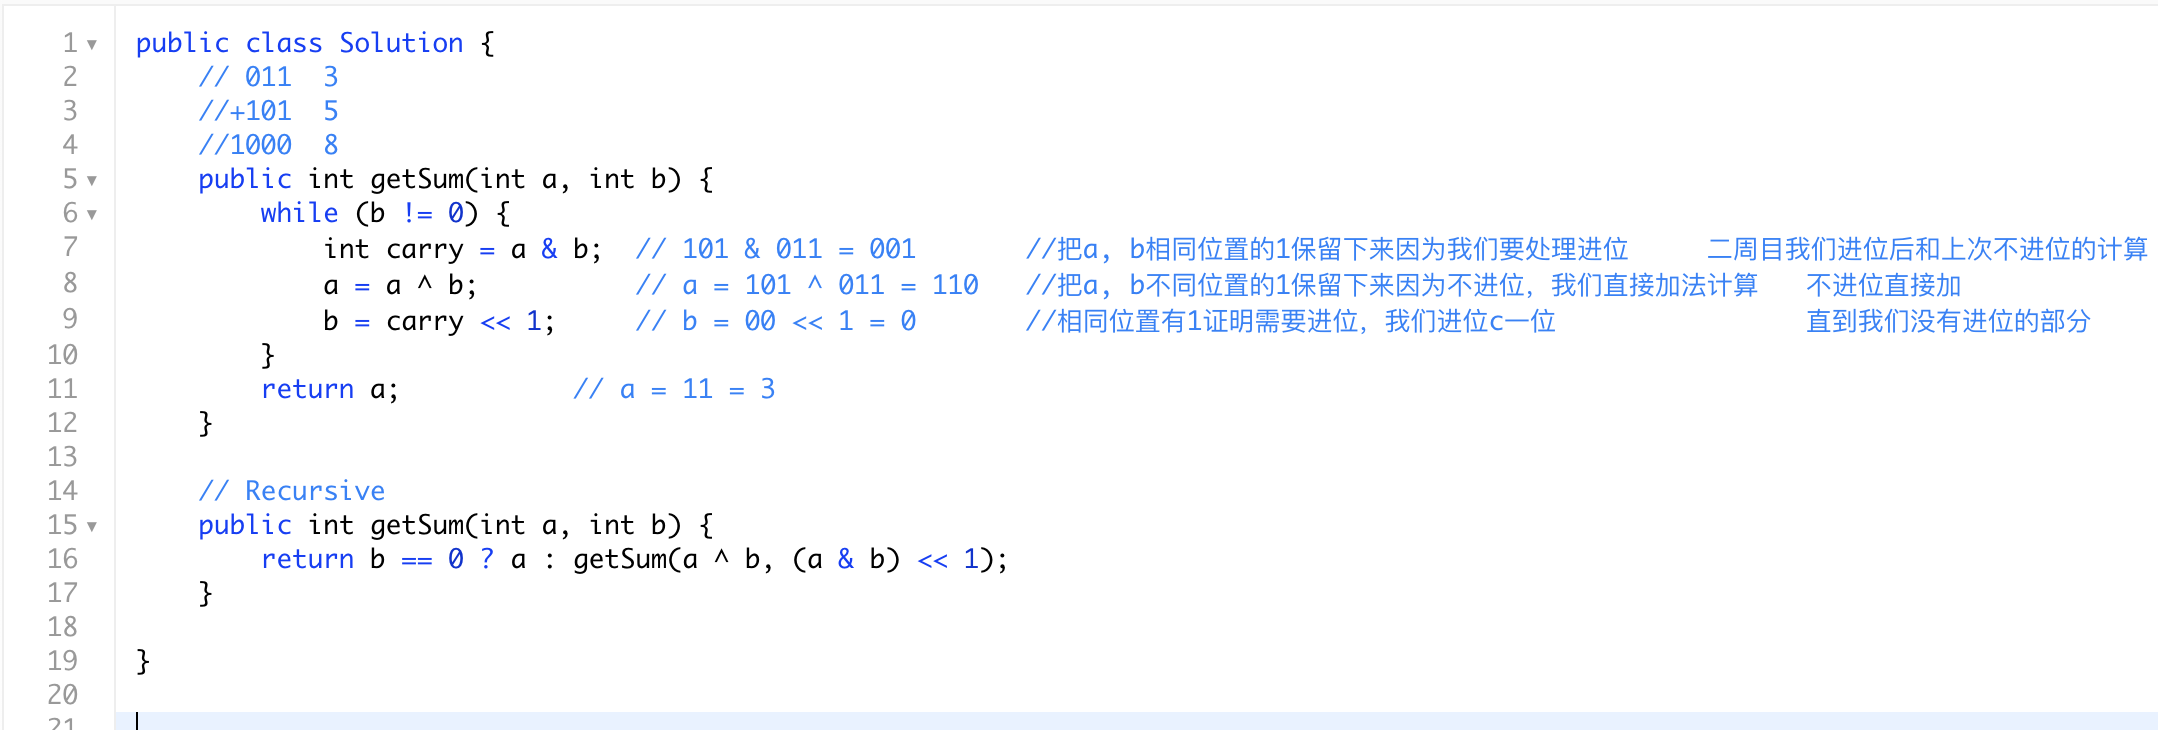 1 public class Solution {
2 // 011  3
3 //+101  5
4 //1000  8
5 public int getSum(int a, int b) {
6 while (b != 0) {
7 int carry = a & b;  // 101 & 011 = 001       //把a, b相同位置的1保留下来因为我们要处理进位     二周目我们进位后和上次不进位的计算
8 a = a ^ b;          // a = 101 ^ 011 = 110   //把a, b不同位置的1保留下来因为不进位，我们直接加法计算   不进位直接加
9 b = carry << 1;     // b = 00 << 1 = 0       //相同位置有1证明需要进位，我们进位c一位                直到我们没有进位的部分
10 }
11 return a;           // a = 11 = 3
12 }
13
14 // Recursive
15 public int getSum(int a, int b) {
16 return b == 0 ? a : getSum(a ^ b, (a & b) << 1);
17 }
18
19 }
20
21